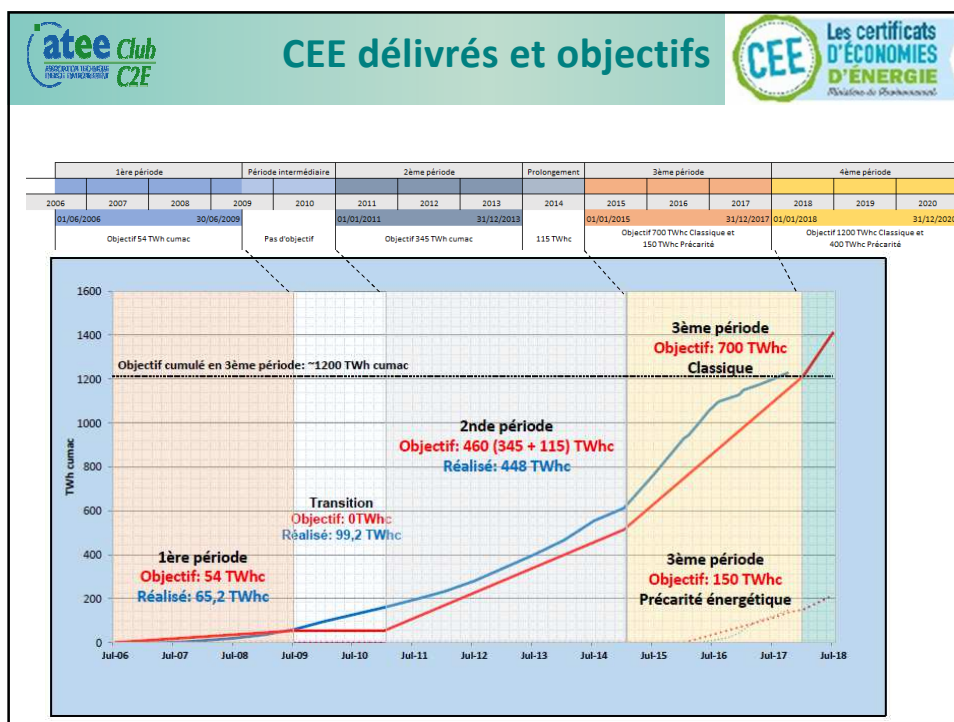 atee Club
ASSOCIATION TECHNIQUE
ENERGIE ENVIRONNEMENT
C2E
CEE délivrés et objectifs
CEE
Les certificats
D'ÉCONOMIES
D'ÉNERGIE
Ministère de l'Environnement
1ère période Période intermédiaire 2ème période Prolongement 3ème période 4ème période
2006 2007 2008 2009 2010 2011 2012 2013 2014 2015 2016 2017 2018 2019 2020
01/06/2006 30/06/2009 01/01/2011 31/12/2013 01/01/2015 31/12/2017 01/01/2018 31/12/2020
Objectif 54 TWh cumac Pas d'objectif Objectif 345 TWh cumac 115 TWhc Objectif 700 TWhc Classique et Objectif 1200 TWhc Classique et
150 TWhc Précarité 400 TWhc Précarité
1600
1400
1200
1000
800
600
400
200
0
TWh cumac
Objectif cumulé en 3ème période: ~1200 TWh cumac
3ème période
Objectif: 700 TWhc
Classique
2nde période
Objectif: 460 (345 + 115) TWhc
Réalisé: 448 TWhc
Transition
Objectif: 0TWhc
Réalisé: 99,2 TWhc
1ère période
Objectif: 54 TWhc
Réalisé: 65,2 TWhc
3ème période
Objectif: 150 TWhc
Précarité énergétique
Jul-06 Jul-07 Jul-08 Jul-09 Jul-10 Jul-11 Jul-12 Jul-13 Jul-14 Jul-15 Jul-16 Jul-17 Jul-18